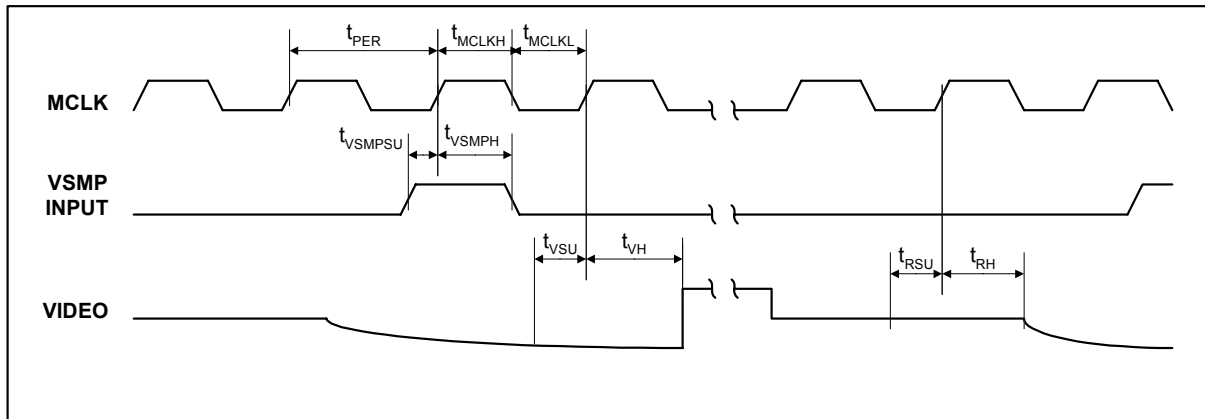 tPER tMCLKH tMCLKL
MCLK
tVSMPSU tVSMPH
VSMP
INPUT
tVSU tVH tRSU tRH
VIDEO